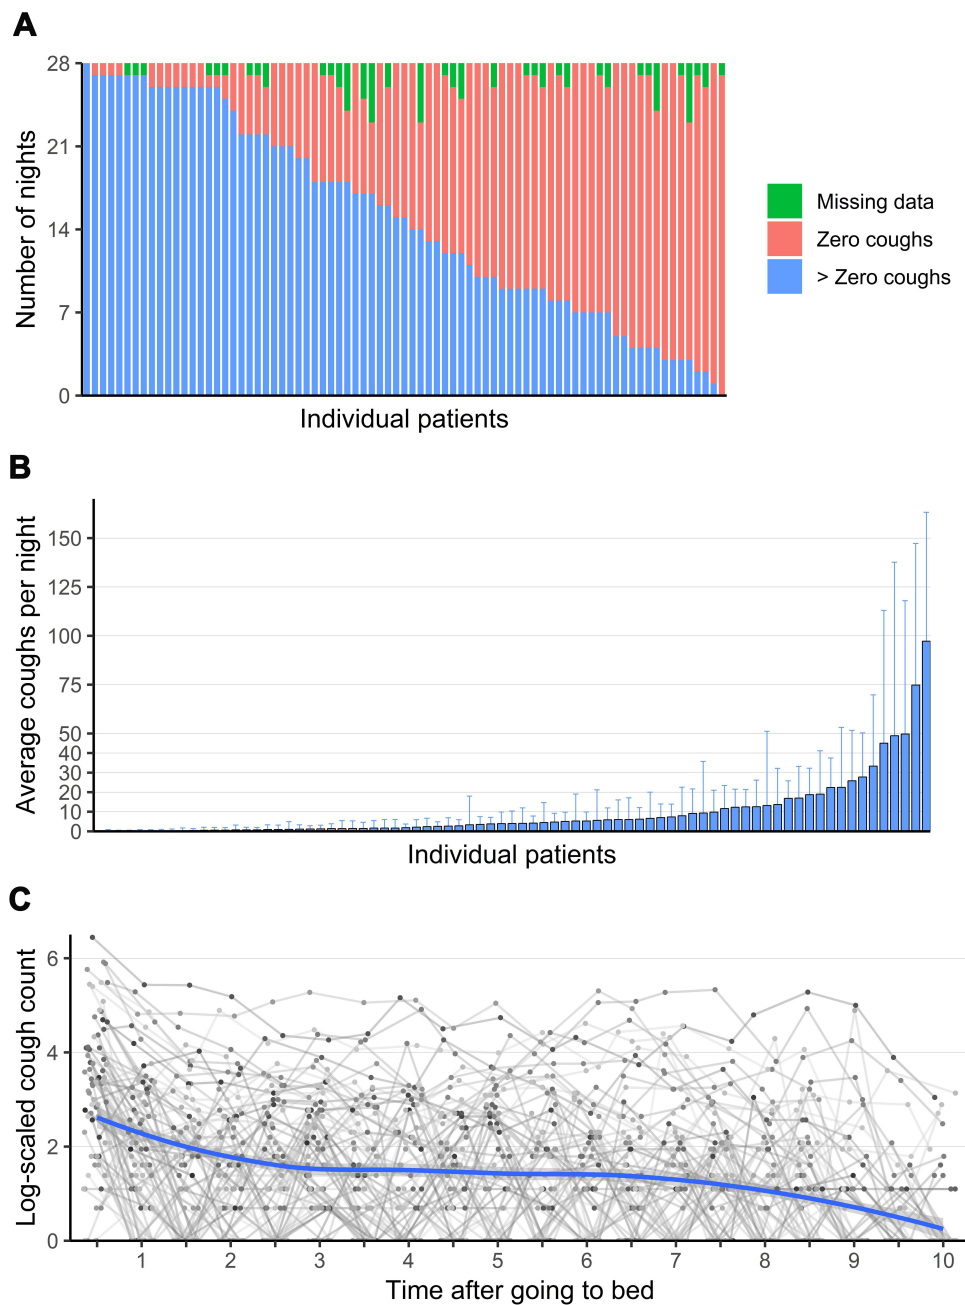 A
Number of nights
28
21
14
7
0
Individual patients
Missing data
Zero coughs
> Zero coughs
B
Average coughs per night
150
125
100
75
50
40
30
20
10
0
Individual patients
C
Log-scaled cough count
6
4
2
0
1 2 3 4 5 6 7 8 9 10
Time after going to bed